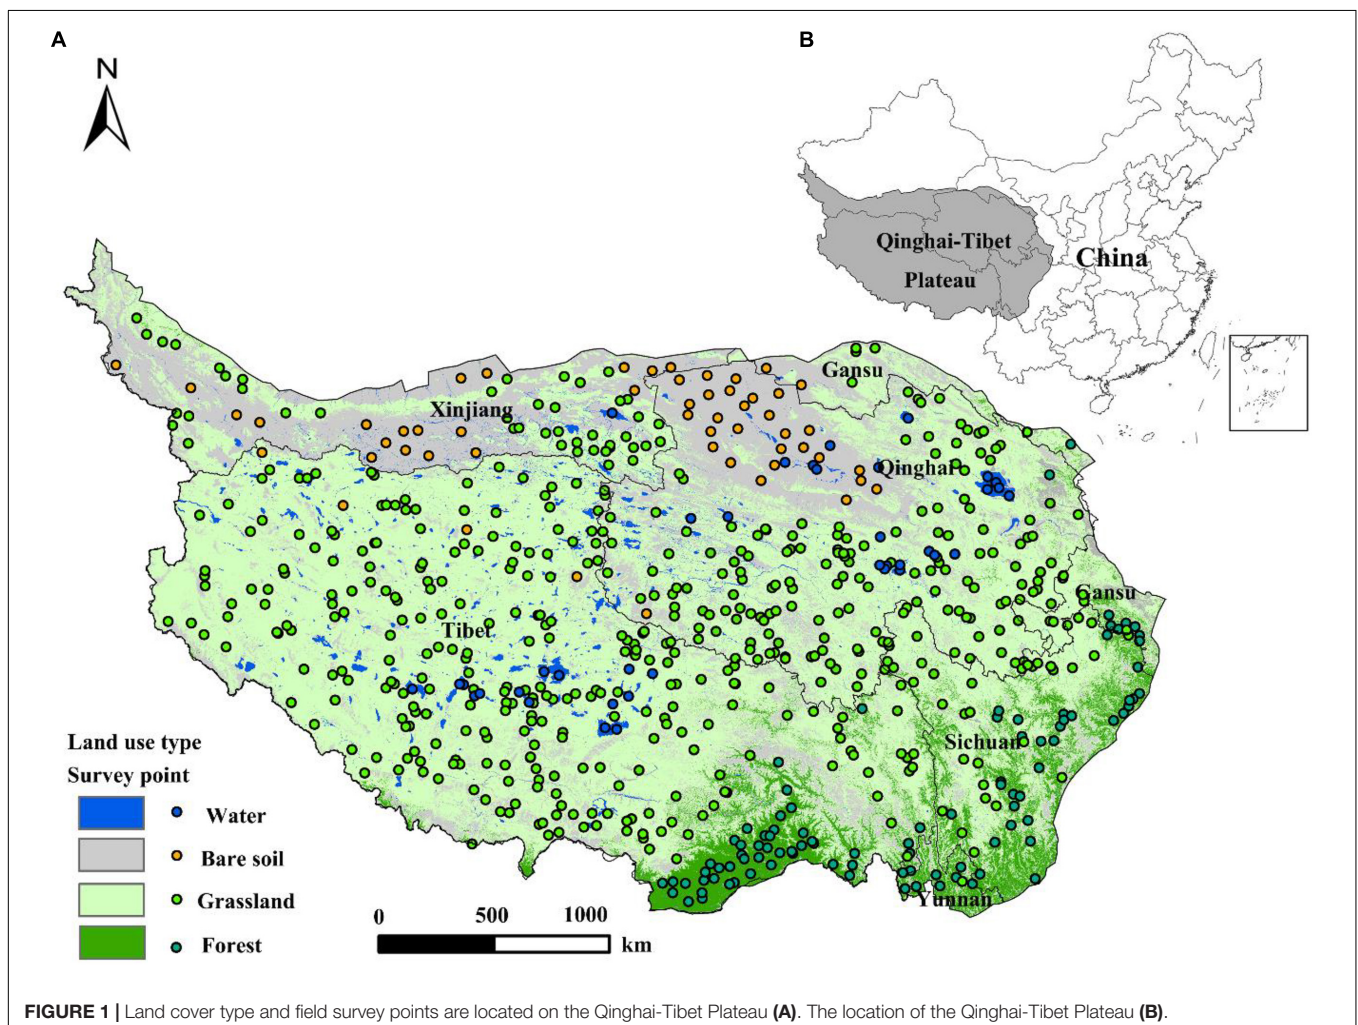 A
B
N
Qinghai-Tibet
Plateau
China
Gansu
Xinjiang
Qinghai
Gansu
Tibet
Sichuan
Yunnan
Land use type
Survey point
Water
Bare soil
Grassland
Forest
0 500 1000
km
FIGURE 1 | Land cover type and field survey points are located on the Qinghai-Tibet Plateau (A). The location of the Qinghai-Tibet Plateau (B).